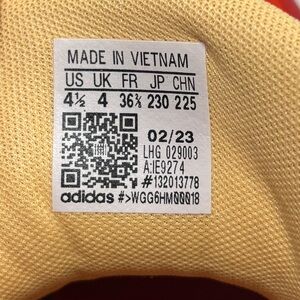 MADE IN VIETNAM
US UK FR JP CHN
4½ 4 36⅔ 230 225
02/23
LHG 029003
A:IE9274
#132013778
adidas #>WGG6HM00018